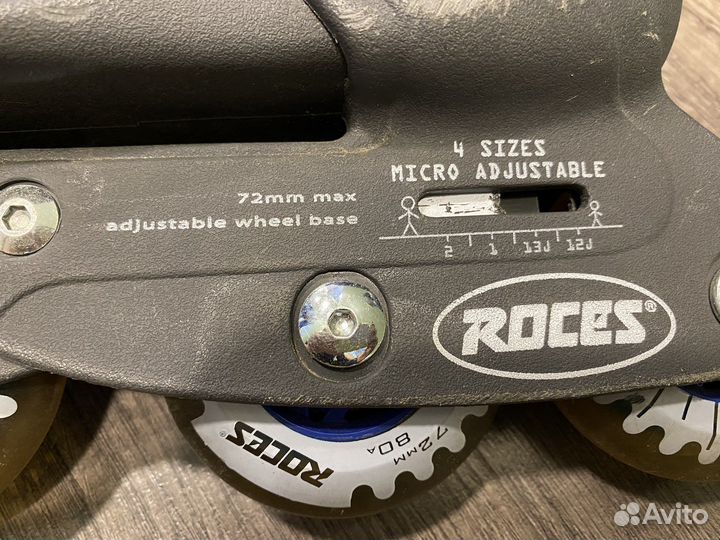 4 SIZES
MICRO ADJUSTABLE
72mm max
adjustable wheel base
2 1 13J 12J
ROCES®
ROCES®
72MM
80A
Avito